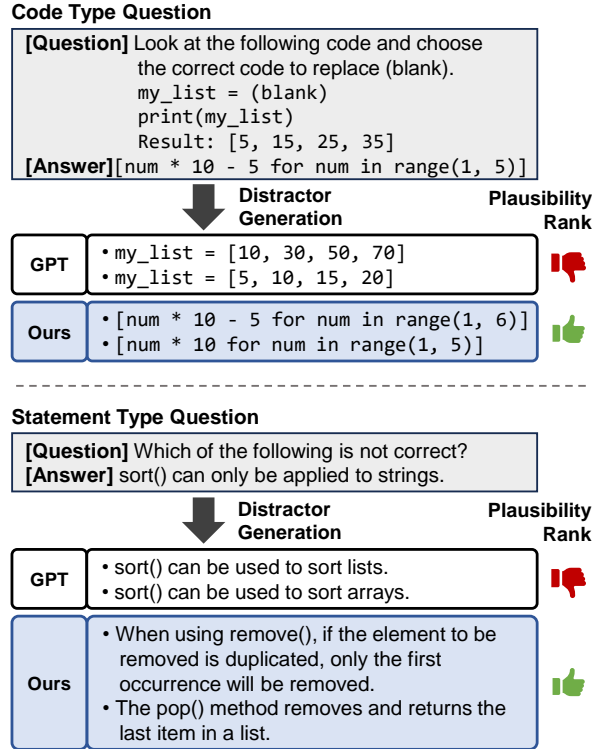 Code Type Question
[Question] Look at the following code and choose
the correct code to replace (blank).
my_list = (blank)
print(my_list)
Result: [5, 15, 25, 35]
[Answer][num * 10 - 5 for num in range(1, 5)]
Distractor
Generation
Plausibility
Rank
GPT
• my_list = [10, 30, 50, 70]
• my_list = [5, 10, 15, 20]
Ours
• [num * 10 - 5 for num in range(1, 6)]
• [num * 10 for num in range(1, 5)]
Statement Type Question
[Question] Which of the following is not correct?
[Answer] sort() can only be applied to strings.
Distractor
Generation
Plausibility
Rank
GPT
• sort() can be used to sort lists.
• sort() can be used to sort arrays.
Ours
• When using remove(), if the element to be
removed is duplicated, only the first
occurrence will be removed.
• The pop() method removes and returns the
last item in a list.